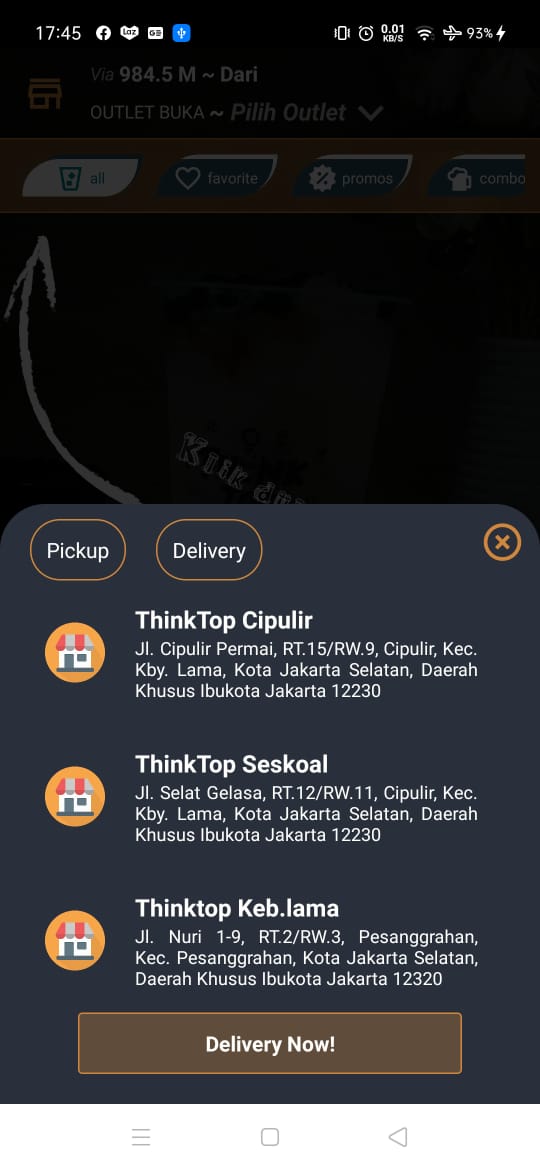 17:45
Laz
GE
0.01
KB/S
93%
Via 984.5 M ~ Dari
OUTLET BUKA ~ Pilih Outlet
all
favorite
promos
combo
Klik di
Pickup
Delivery
ThinkTop Cipulir
Jl. Cipulir Permai, RT.15/RW.9, Cipulir, Kec.
Kby. Lama, Kota Jakarta Selatan, Daerah
Khusus Ibukota Jakarta 12230
ThinkTop Seskoal
Jl. Selat Gelasa, RT.12/RW.11, Cipulir, Kec.
Kby. Lama, Kota Jakarta Selatan, Daerah
Khusus Ibukota Jakarta 12230
Thinktop Keb.lama
Jl. Nuri 1-9, RT.2/RW.3, Pesanggrahan,
Kec. Pesanggrahan, Kota Jakarta Selatan,
Daerah Khusus Ibukota Jakarta 12320
Delivery Now!